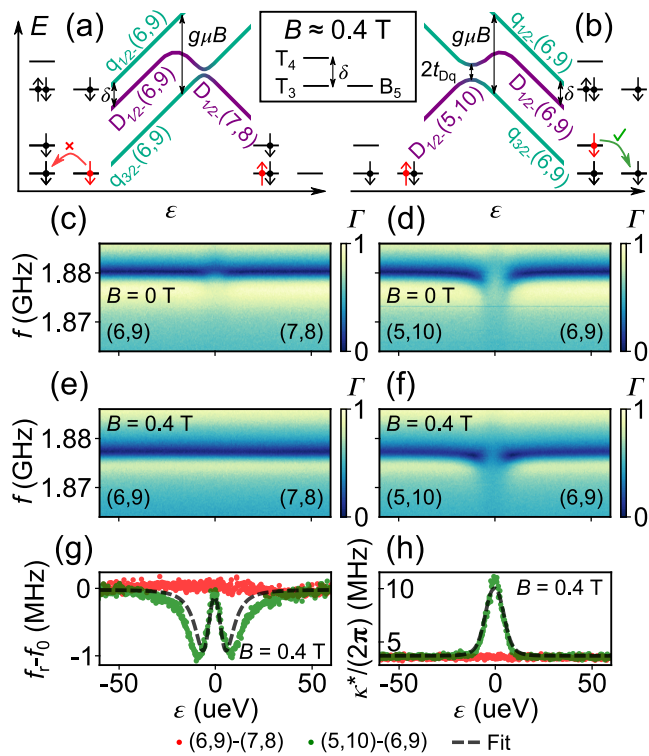 (a)
E
q1/2-(6,9)
gμB
δ
D1/2-(6,9)
D1/2-(7,8)
q3/2-(6,9)
ε
B ≈ 0.4 T
T4
δ
T3
B5
(b)
gμB
q1/2-(6,9)
2tDq
δ
D1/2-(6,9)
D1/2-(5,10)
q3/2-(6,9)
ε
(c)
Γ
f (GHz)
1.88
1.87
B = 0 T
(6,9)
(7,8)
1
0
(d)
Γ
B = 0 T
(5,10)
(6,9)
1
0
(e)
Γ
f (GHz)
1.88
1.87
B = 0.4 T
(6,9)
(7,8)
1
0
(f)
Γ
B = 0.4 T
(5,10)
(6,9)
1
0
(g)
fr-f0 (MHz)
0
-1
B = 0.4 T
-50
0
50
ε (ueV)
(h)
κ*/(2π) (MHz)
10
5
B = 0.4 T
-50
0
50
ε (ueV)
(6,9)-(7,8)
(5,10)-(6,9)
Fit